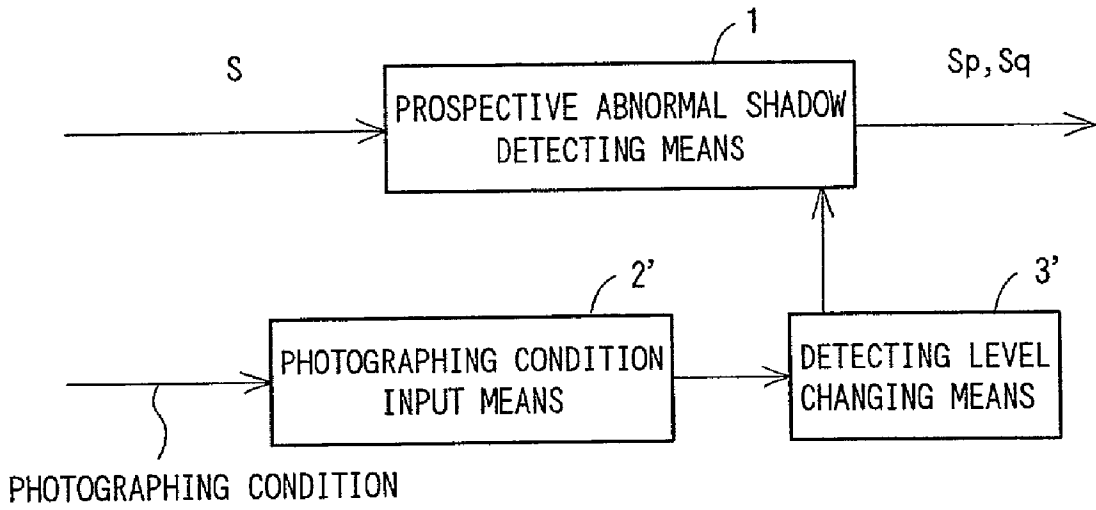 1
S
Sp,Sq
PROSPECTIVE ABNORMAL SHADOW
DETECTING MEANS
2'
3'
PHOTOGRAPHING CONDITION
INPUT MEANS
DETECTING LEVEL
CHANGING MEANS
PHOTOGRAPHING CONDITION